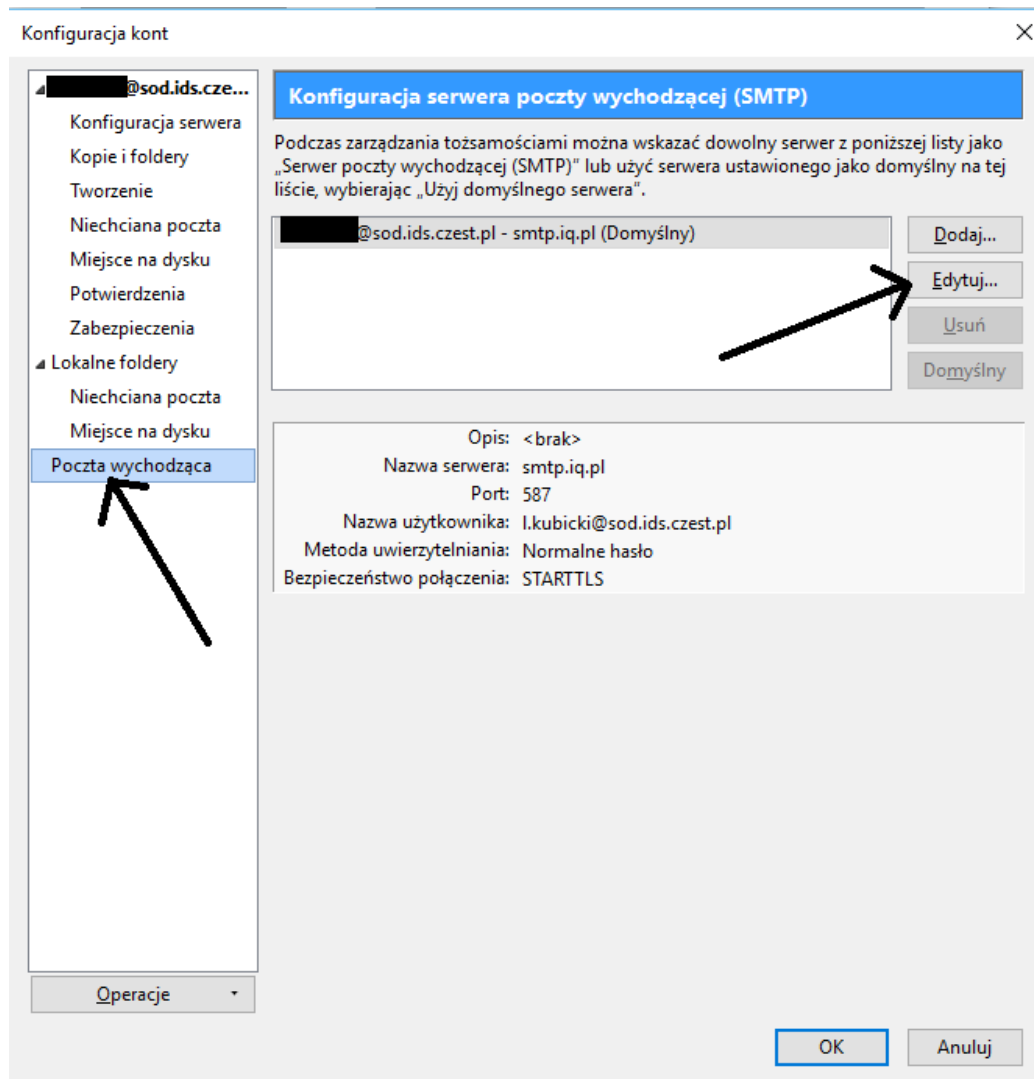 Konfiguracja kont
@sod.ids.cze...
Konfiguracja serwera
Kopie i foldery
Tworzenie
Niechciana poczta
Miejsce na dysku
Potwierdzenia
Zabezpieczenia
Lokalne foldery
Niechciana poczta
Miejsce na dysku
Poczta wychodząca
Operacje
Konfiguracja serwera poczty wychodzącej (SMTP)
Podczas zarządzania tożsamościami można wskazać dowolny serwer z poniższej listy jako
„Serwer poczty wychodzącej (SMTP)" lub użyć serwera ustawionego jako domyślny na tej
liście, wybierając „Użyj domyślnego serwera".
@sod.ids.czest.pl - smtp.iq.pl (Domyślny)
Dodaj...
Edytuj...
Usuń
Domyślny
Opis: <brak>
Nazwa serwera: smtp.iq.pl
Port: 587
Nazwa użytkownika: l.kubicki@sod.ids.czest.pl
Metoda uwierzytelniania: Normalne hasło
Bezpieczeństwo połączenia: STARTTLS
OK
Anuluj